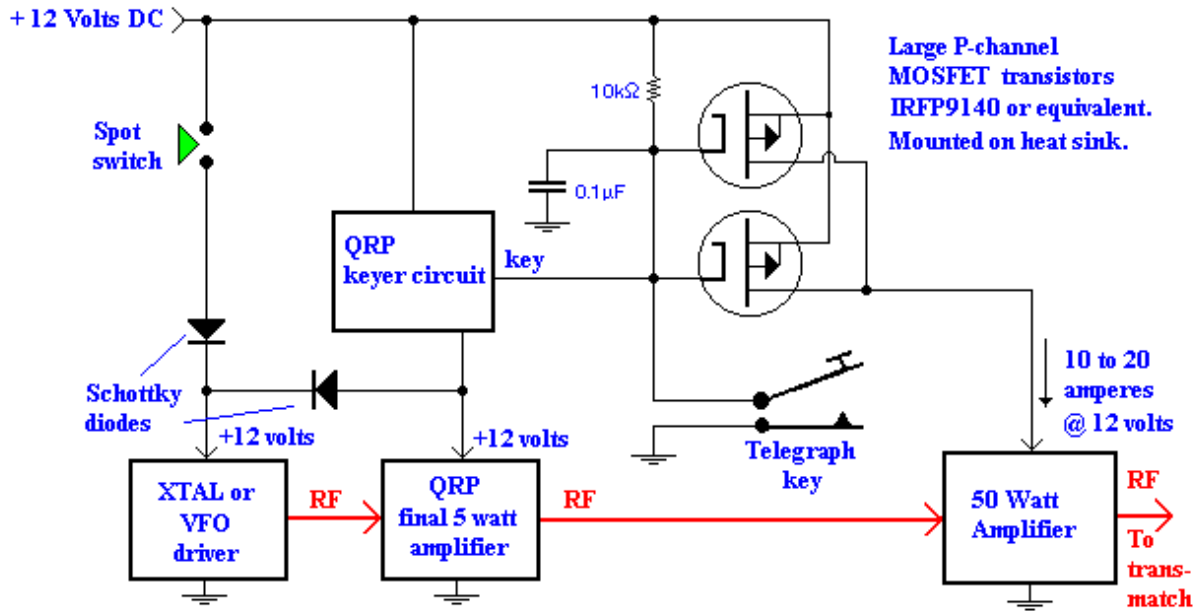 + 12 Volts DC
Large P-channel
MOSFET transistors
IRFP9140 or equivalent.
Mounted on heat sink.
10kΩ
Spot
switch
0.1µF
QRP
keyer circuit
key
Schottky
diodes
+12 volts
+12 volts
10 to 20
amperes
@ 12 volts
Telegraph
key
XTAL or
VFO
driver
RF
QRP
final 5 watt
amplifier
RF
50 Watt
Amplifier
RF
To
trans-
match